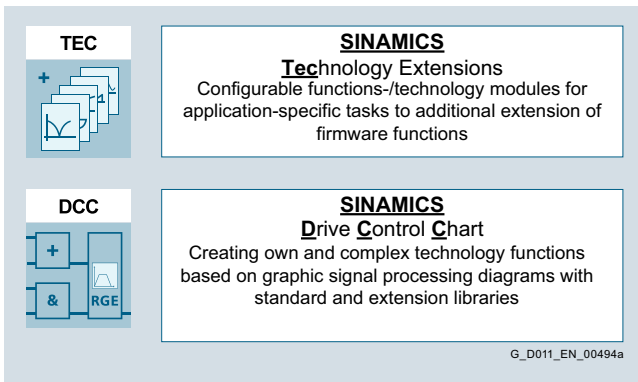 TEC
+
SINAMICS
Technology Extensions
Configurable functions-/technology modules for
application-specific tasks to additional extension of
firmware functions
DCC
+
&
RGE
SINAMICS
Drive Control Chart
Creating own and complex technology functions
based on graphic signal processing diagrams with
standard and extension libraries
G_D011_EN_00494a